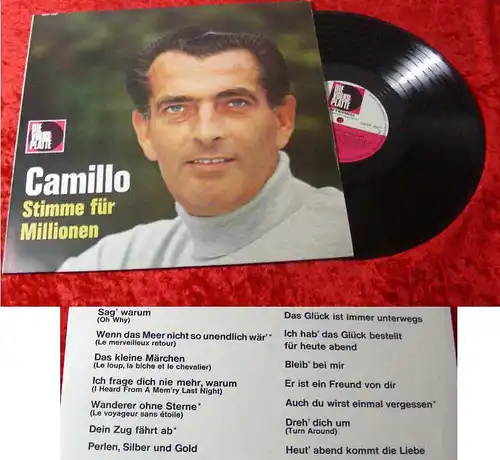 DIE
VOLKS
PLATTE
Camillo
Stimme für
Millionen
Sag' warum
(Oh Why)
Wenn das Meer nicht so unendlich wär'*
(Le merveilleux retour)
Das kleine Märchen
(Le loup, la biche et le chevalier)
Ich frage dich nie mehr, warum
(I Heard From A Mem'ry Last Night)
Wanderer ohne Sterne*
(Le voyageur sans étoile)
Dein Zug fährt ab*
Perlen, Silber und Gold
Das Glück ist immer unterwegs
Ich hab' das Glück bestellt
für heute abend
Bleib' bei mir
Er ist ein Freund von dir
Auch du wirst einmal vergessen*
Dreh' dich um
(Turn Around)
Heut' abend kommt die Liebe